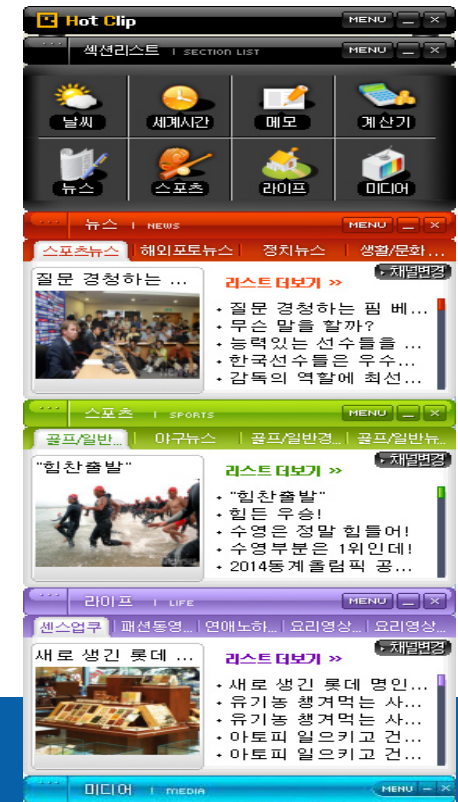 Hot Clip MENU
섹션리스트 | SECTION LIST MENU
날씨 세계시간 메모 계산기
뉴스 스포츠 라이프 미디어
뉴스 | NEWS MENU
스포츠뉴스 | 해외포토뉴스 | 정치뉴스 | 생활/문화...
질문 경청하는 ...
채널변경
리스트 더보기 »
질문 경청하는 핌 베...
무슨 말을 할까?
능력있는 선수들을 ...
한국선수들은 우수...
감독의 역할에 최선...
스포츠 | SPORTS MENU
골프/일반... | 야구뉴스 | 골프/일반경... | 골프/일반뉴...
"힘찬출발"
채널변경
리스트 더보기 »
"힘찬출발"
힘든 우승!
수영은 정말 힘들어!
수영부분은 1위인데!
2014동계올림픽 공...
라이프 | LIFE MENU
센스업쿠 | 패션동영... | 연애노하... | 요리영상... | 요리영상...
새로 생긴 롯데 ...
채널변경
리스트 더보기 »
새로 생긴 롯데 명인...
유기농 챙겨먹는 사...
유기농 챙겨먹는 사...
아토피 일으키고 건...
아토피 일으키고 건...
미디어 | MEDIA MENU